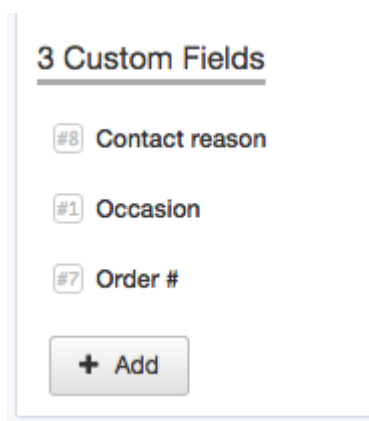 3 Custom Fields
#8 Contact reason
#1 Occasion
#7 Order #
+ Add